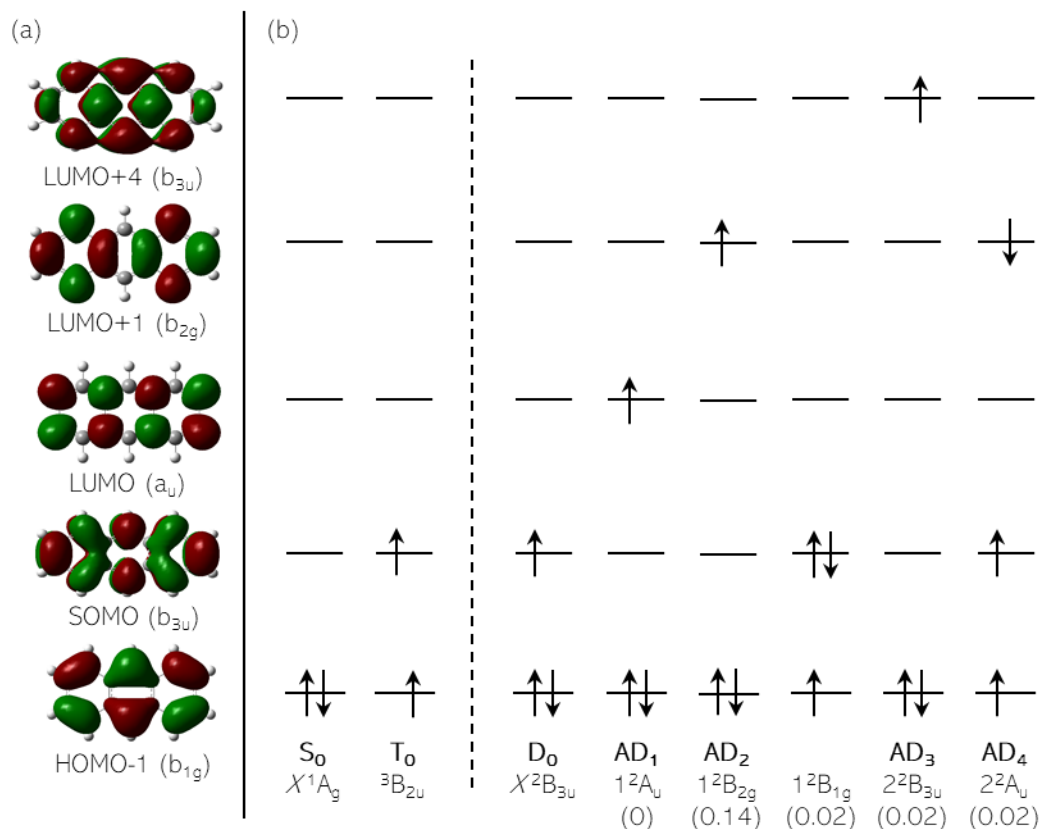 (a)
LUMO+4 (b₃ᵤ)
LUMO+1 (b₂g)
LUMO (aᵤ)
SOMO (b₃ᵤ)
HOMO-1 (b₁g)
(b)
S₀ T₀ D₀ AD₁ AD₂ AD₃ AD₄
X¹Ag ³B₂ᵤ X²B₃ᵤ 1²Aᵤ 1²B₂g 1²B₁g 2²B₃ᵤ 2²Aᵤ
(0) (0.14) (0.02) (0.02) (0.02)